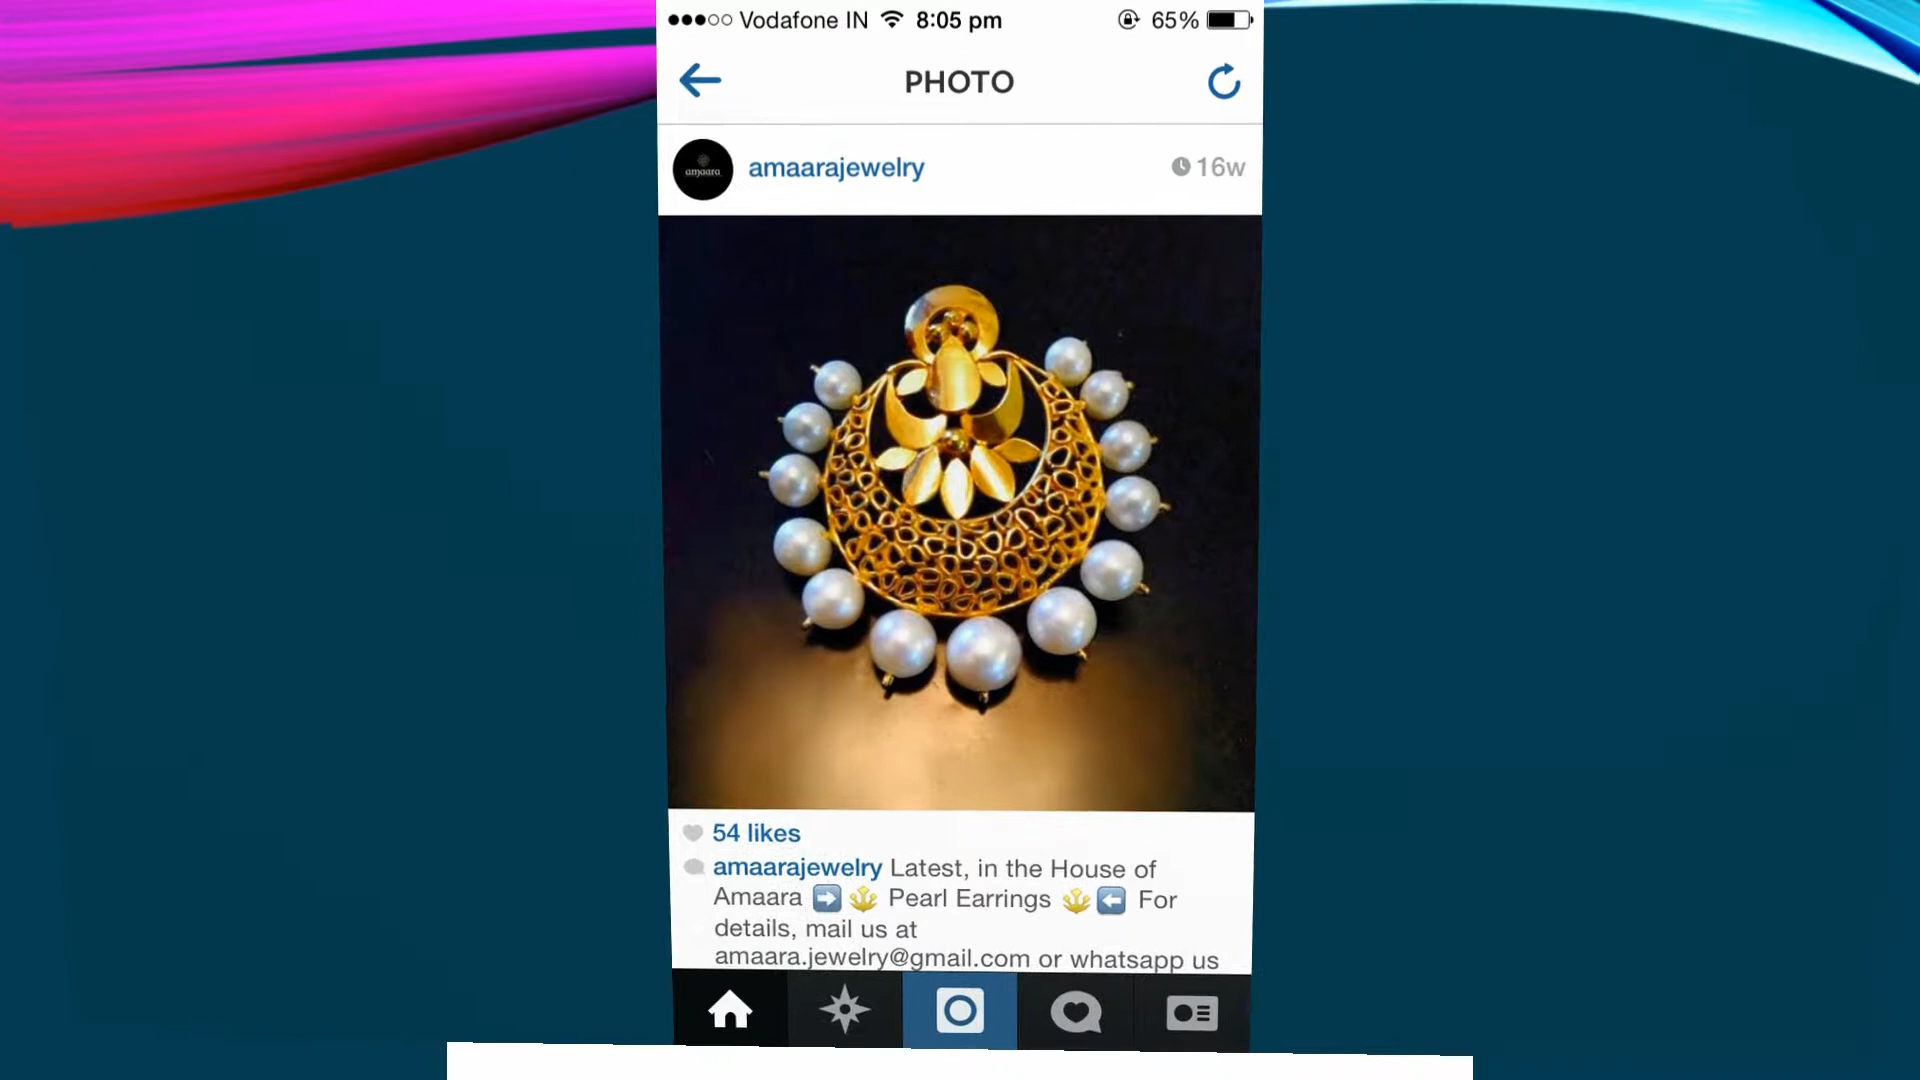 Vodafone IN 8:05 pm 65%
PHOTO
amaara
amaarajewelry 16w
54 likes
amaarajewelry Latest, in the House of
Amaara ➡️ 🔱 Pearl Earrings 🔱 ⬅️ For
details, mail us at
amaara.jewelry@gmail.com or whatsapp us